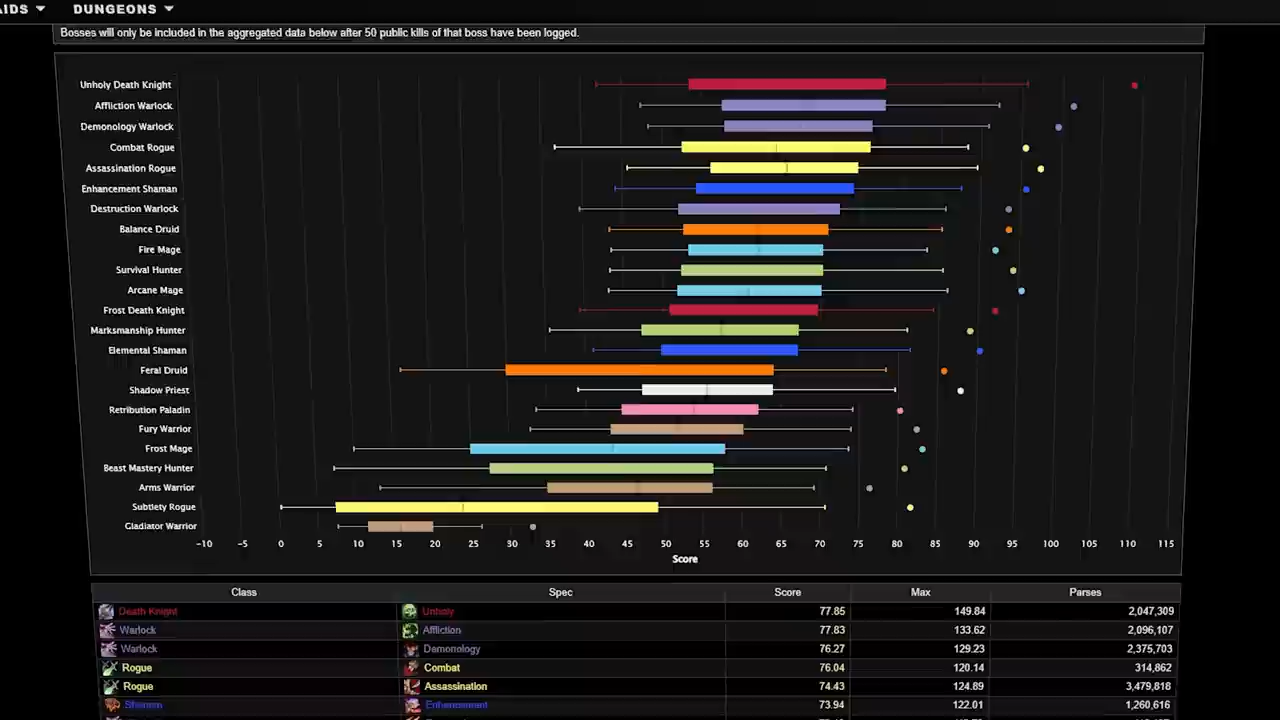 AIDS DUNGEONS
Bosses will only be included in the aggregated data below after 50 public kills of that boss have been logged.
Unholy Death Knight
Affliction Warlock
Demonology Warlock
Combat Rogue
Assassination Rogue
Enhancement Shaman
Destruction Warlock
Balance Druid
Fire Mage
Survival Hunter
Arcane Mage
Frost Death Knight
Marksmanship Hunter
Elemental Shaman
Feral Druid
Shadow Priest
Retribution Paladin
Fury Warrior
Frost Mage
Beast Mastery Hunter
Arms Warrior
Subtlety Rogue
Gladiator Warrior
-10 -5 0 5 10 15 20 25 30 35 40 45 50 55 60 65 70 75 80 85 90 95 100 105 110 115
Score
Class Spec Score Max Parses
Death Knight Unholy 77.85 149.84 2,047,309
Warlock Affliction 77.83 133.62 2,096,107
Warlock Demonology 76.27 129.23 2,375,703
Rogue Combat 76.04 120.14 314,862
Rogue Assassination 74.43 124.89 3,479,818
Shaman Enhancement 73.94 122.01 1,260,616